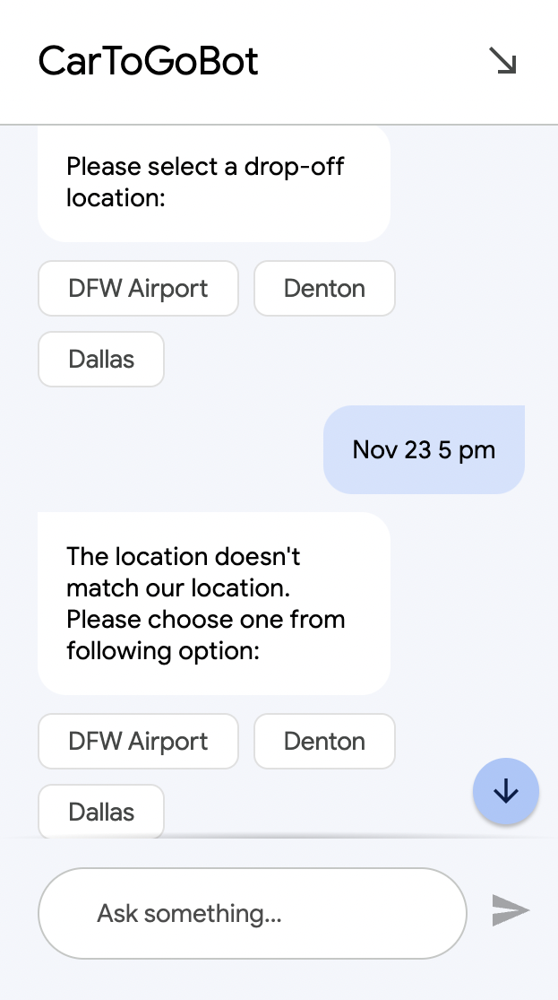 CarToGoBot
Please select a drop-off
location:
DFW Airport
Denton
Dallas
Nov 23 5 pm
The location doesn't
match our location.
Please choose one from
following option:
DFW Airport
Denton
Dallas
Ask something...